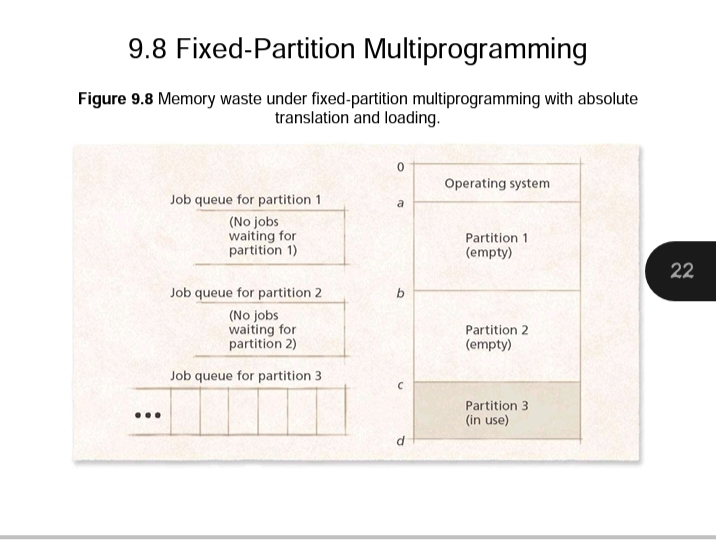 9.8 Fixed-Partition Multiprogramming
Figure 9.8 Memory waste under fixed-partition multiprogramming with absolute
translation and loading.
Job queue for partition 1
(No jobs
waiting for
partition 1)
Job queue for partition 2
(No jobs
waiting for
partition 2)
Job queue for partition 3
•••
0
Operating system
a
Partition 1
(empty)
b
Partition 2
(empty)
c
Partition 3
(in use)
d
22